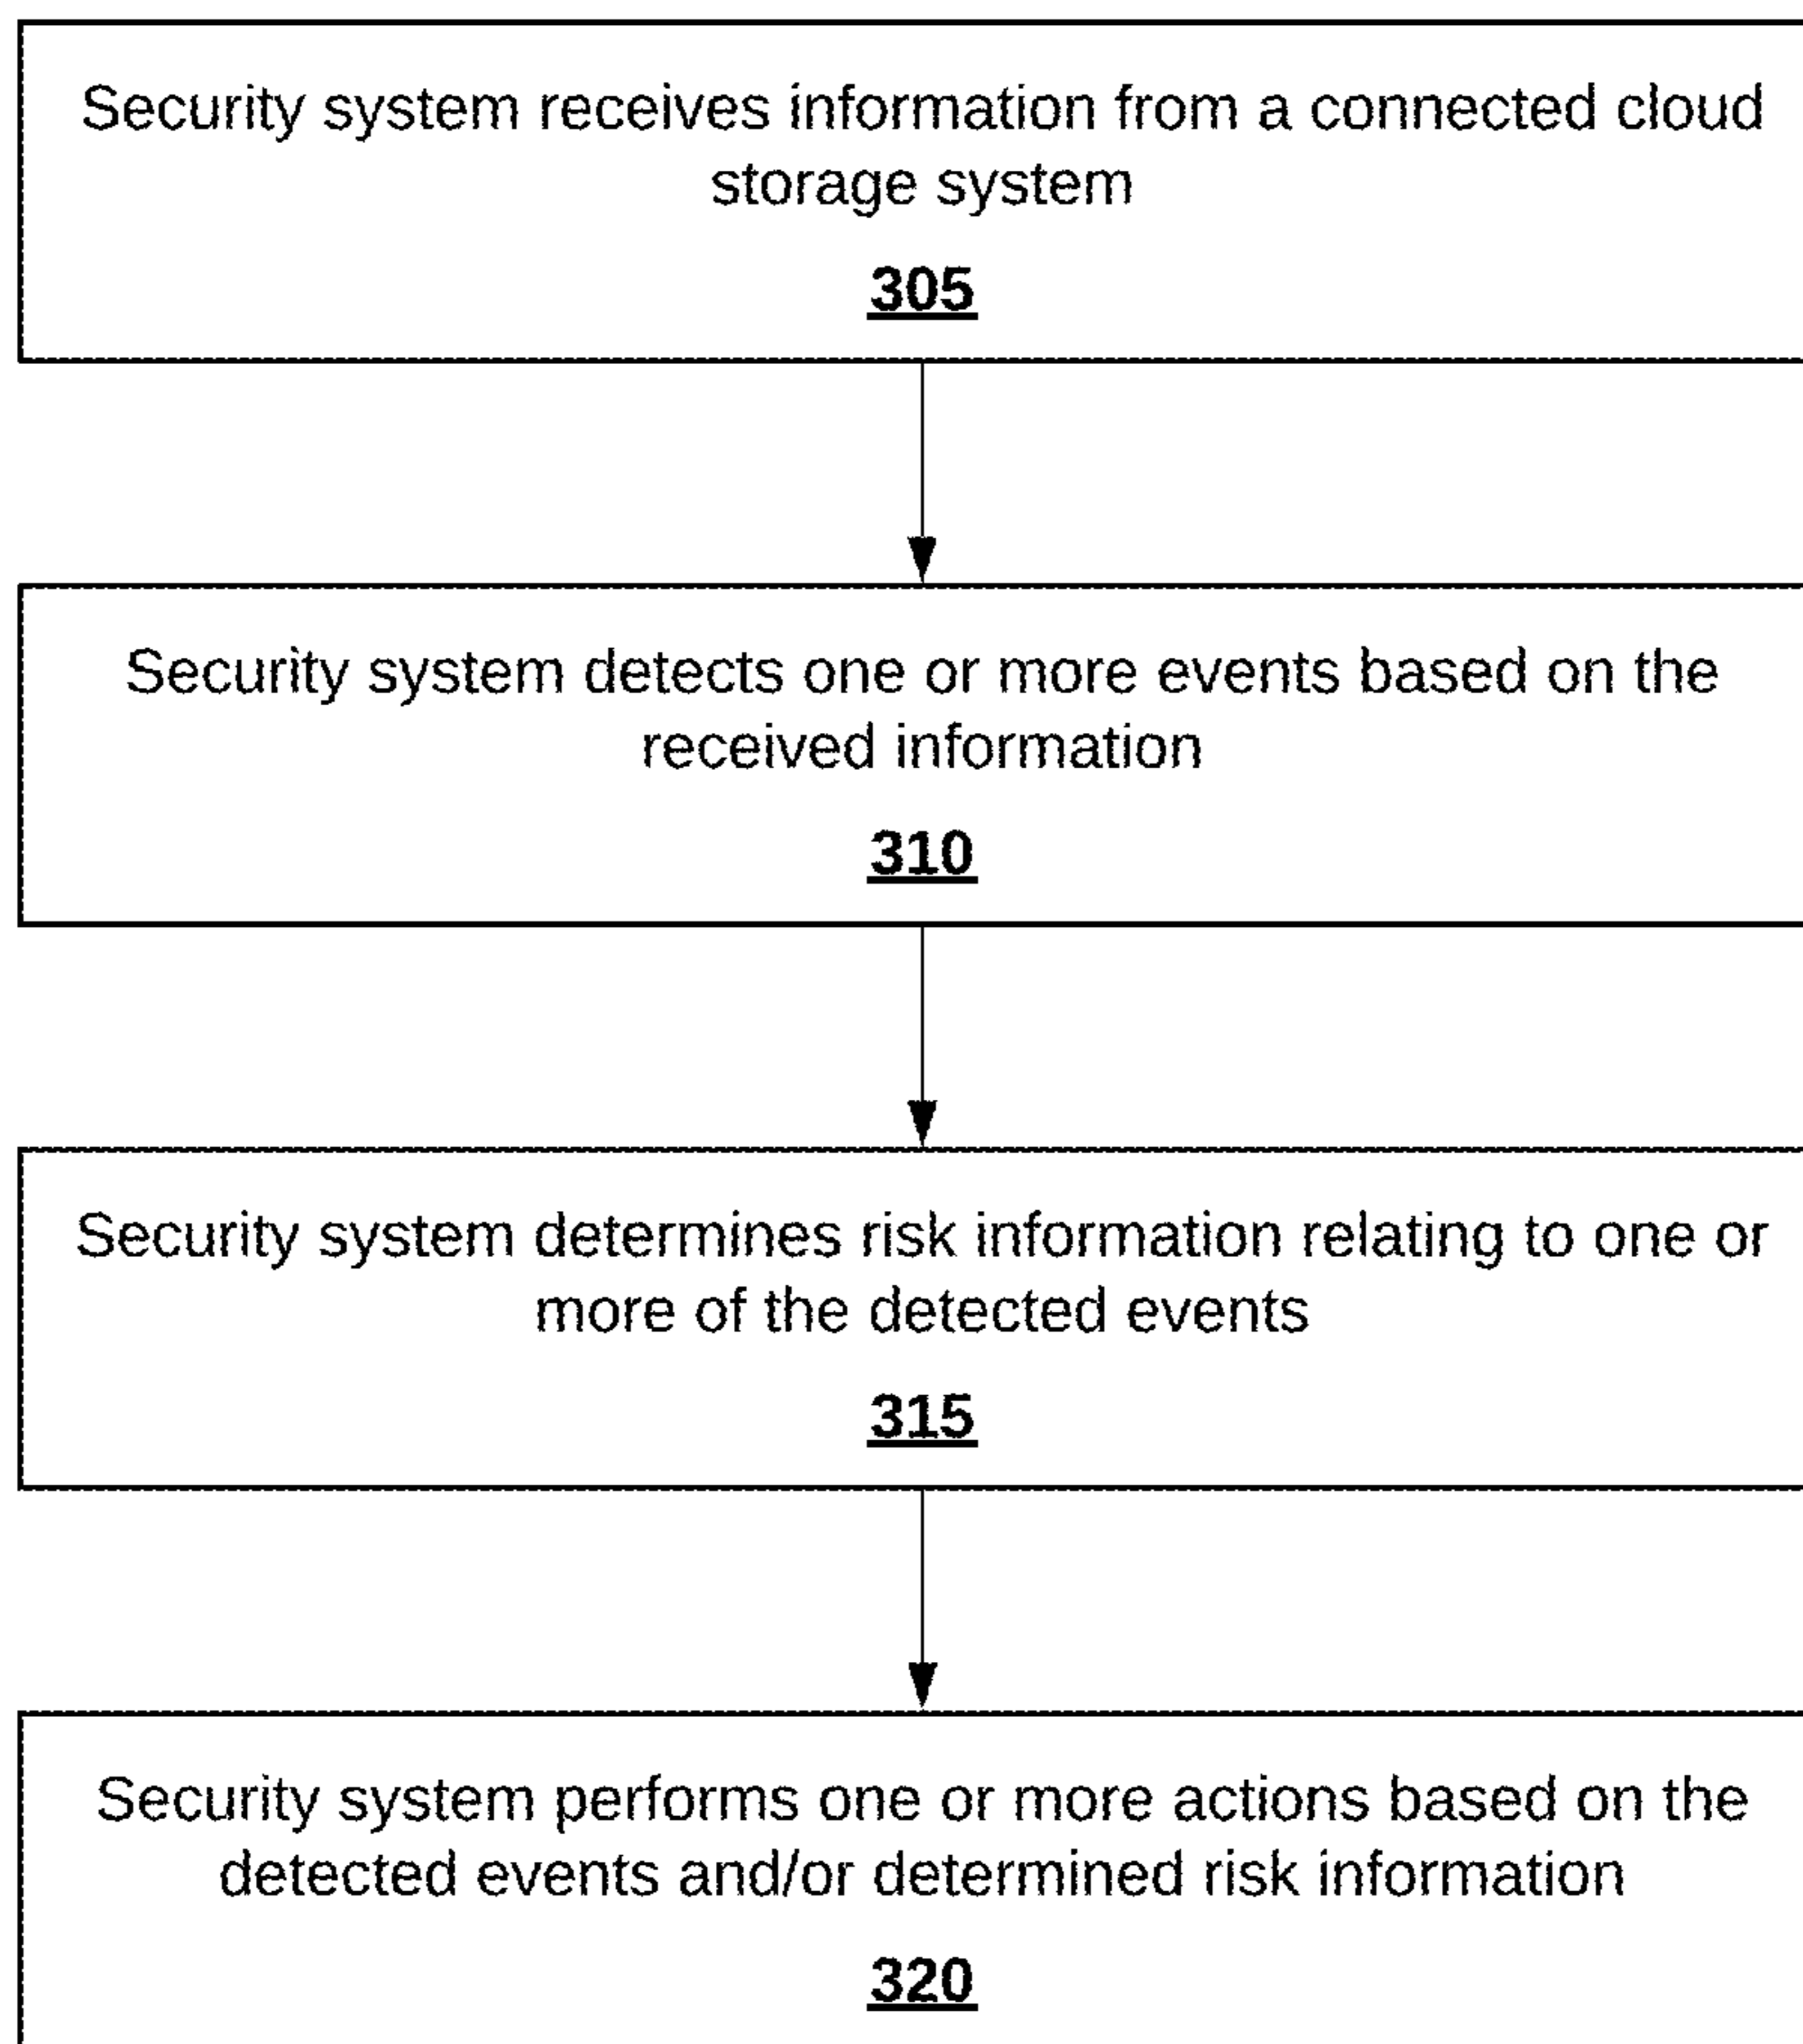 Security system receives information from a connected cloud
storage system
305
Security system detects one or more events based on the
received information
310
Security system determines risk information relating to one or
more of the detected events
315
Security system performs one or more actions based on the
detected events and/or determined risk information
320